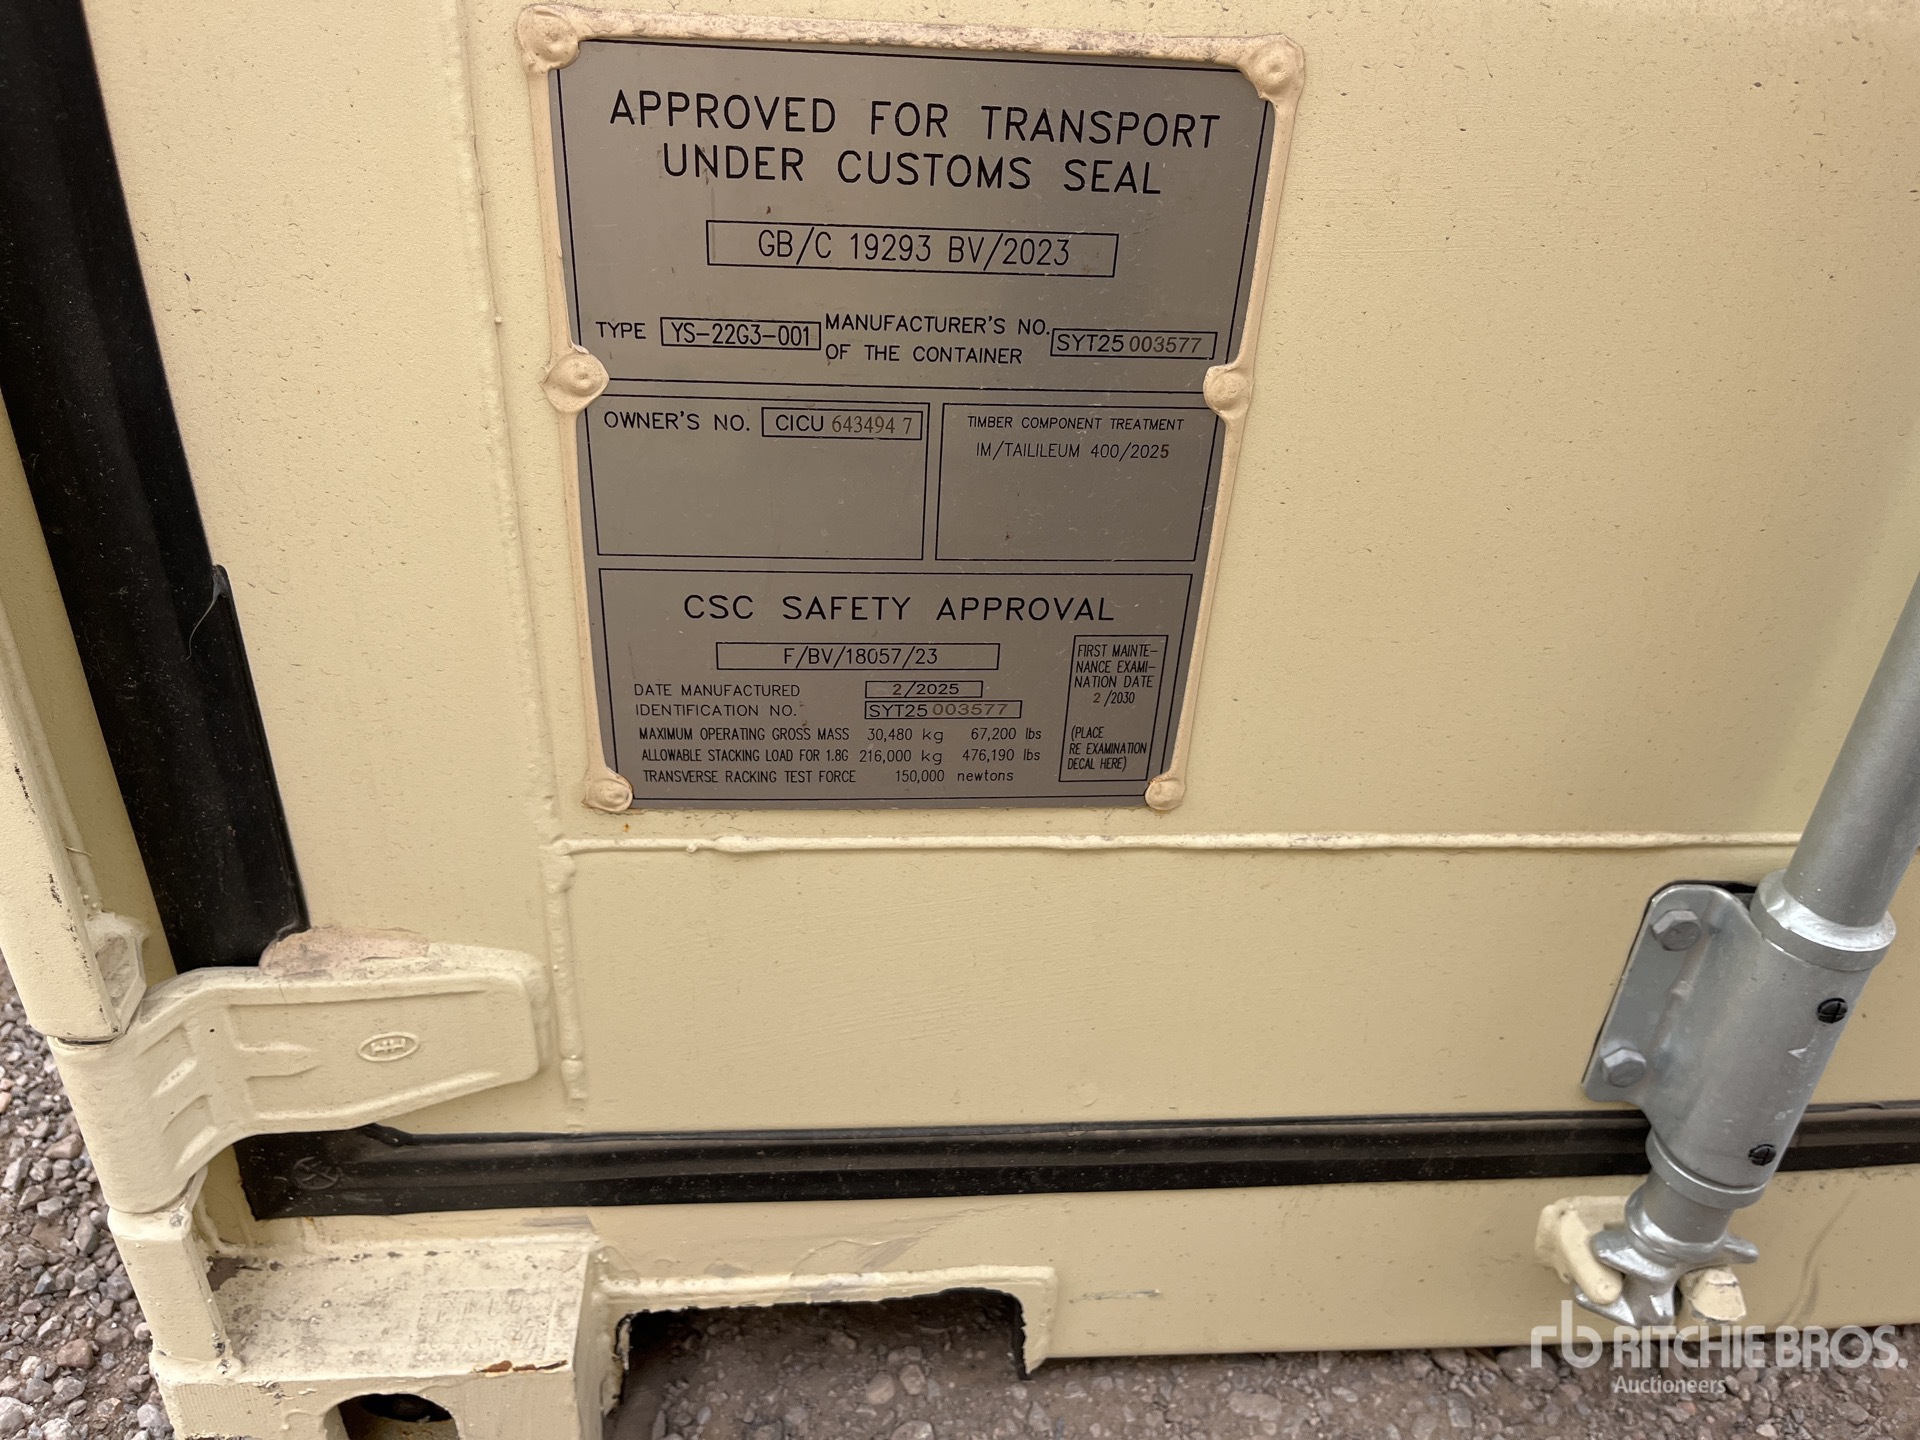 APPROVED FOR TRANSPORT
UNDER CUSTOMS SEAL
GB/C 19293 BV/2023
TYPE YS-22G3-001 MANUFACTURER'S NO. OF THE CONTAINER SYT25 003577
OWNER'S NO. CICU 643494 7
TIMBER COMPONENT TREATMENT
IM/TAILILEUM 400/2025
CSC SAFETY APPROVAL
F/BV/18057/23
DATE MANUFACTURED 2/2025
IDENTIFICATION NO. SYT25 003577
MAXIMUM OPERATING GROSS MASS 30,480 kg 67,200 lbs
ALLOWABLE STACKING LOAD FOR 1.8G 216,000 kg 476,190 lbs
TRANSVERSE RACKING TEST FORCE 150,000 newtons
FIRST MAINTE-
NANCE EXAMI-
NATION DATE
2 /2030
(PLACE
RE EXAMINATION
DECAL HERE)
rb RITCHIE BROS.
Auctioneers